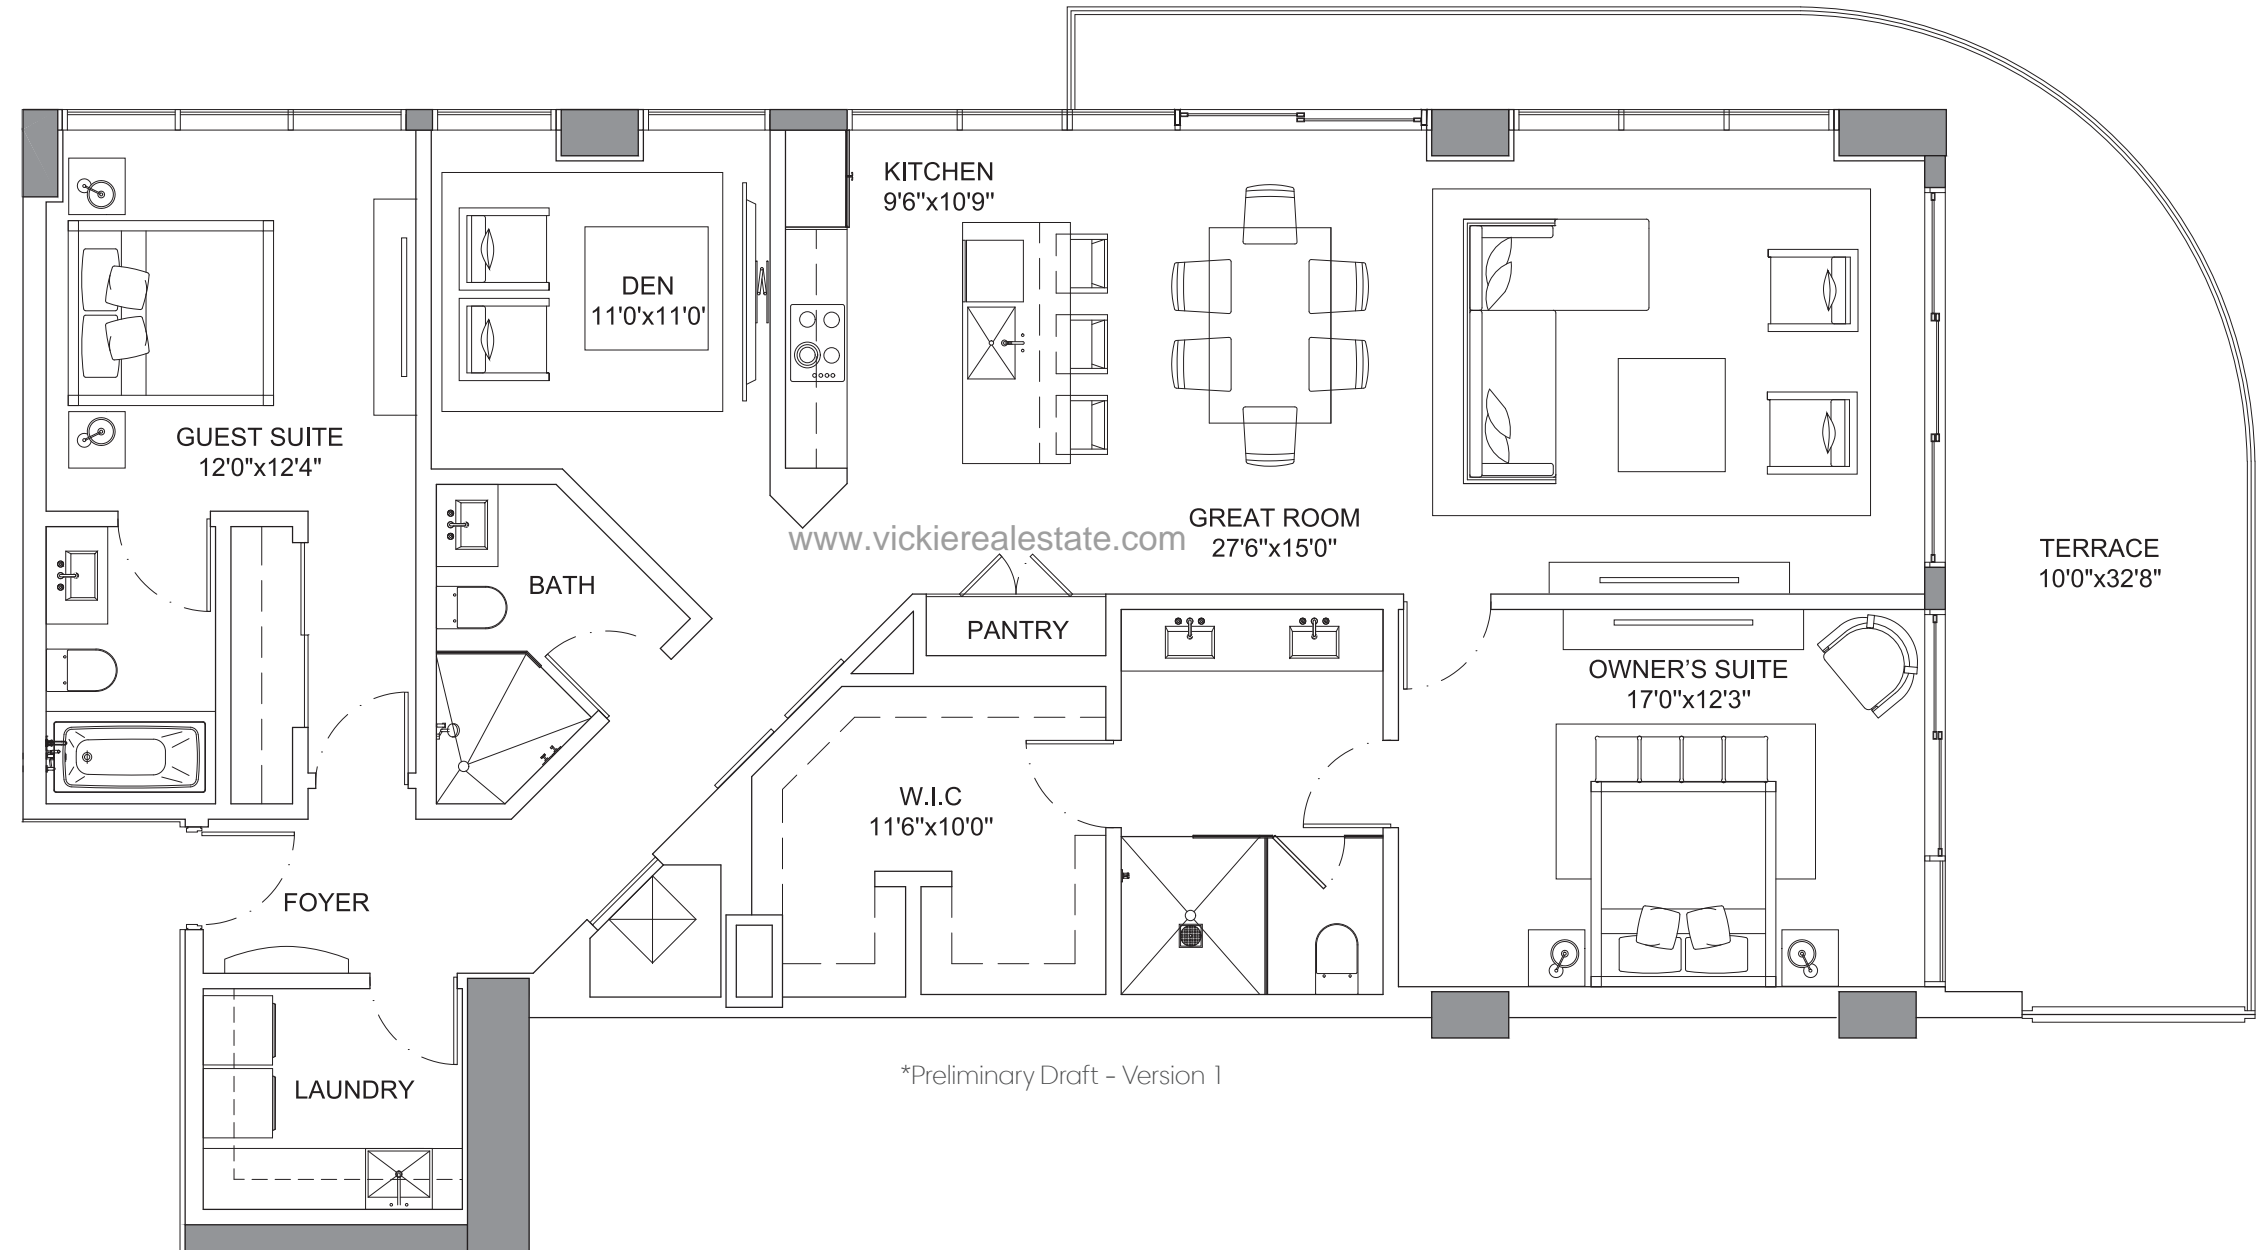 KITCHEN
9'6"x10'9"
DEN
11'0'x11'0'
GUEST SUITE
12'0"x12'4"
GREAT ROOM
27'6"x15'0"
www.vickierealestate.com
TERRACE
10'0"x32'8"
BATH
PANTRY
OWNER'S SUITE
17'0"x12'3"
W.I.C
11'6"x10'0"
FOYER
LAUNDRY
*Preliminary Draft - Version 1